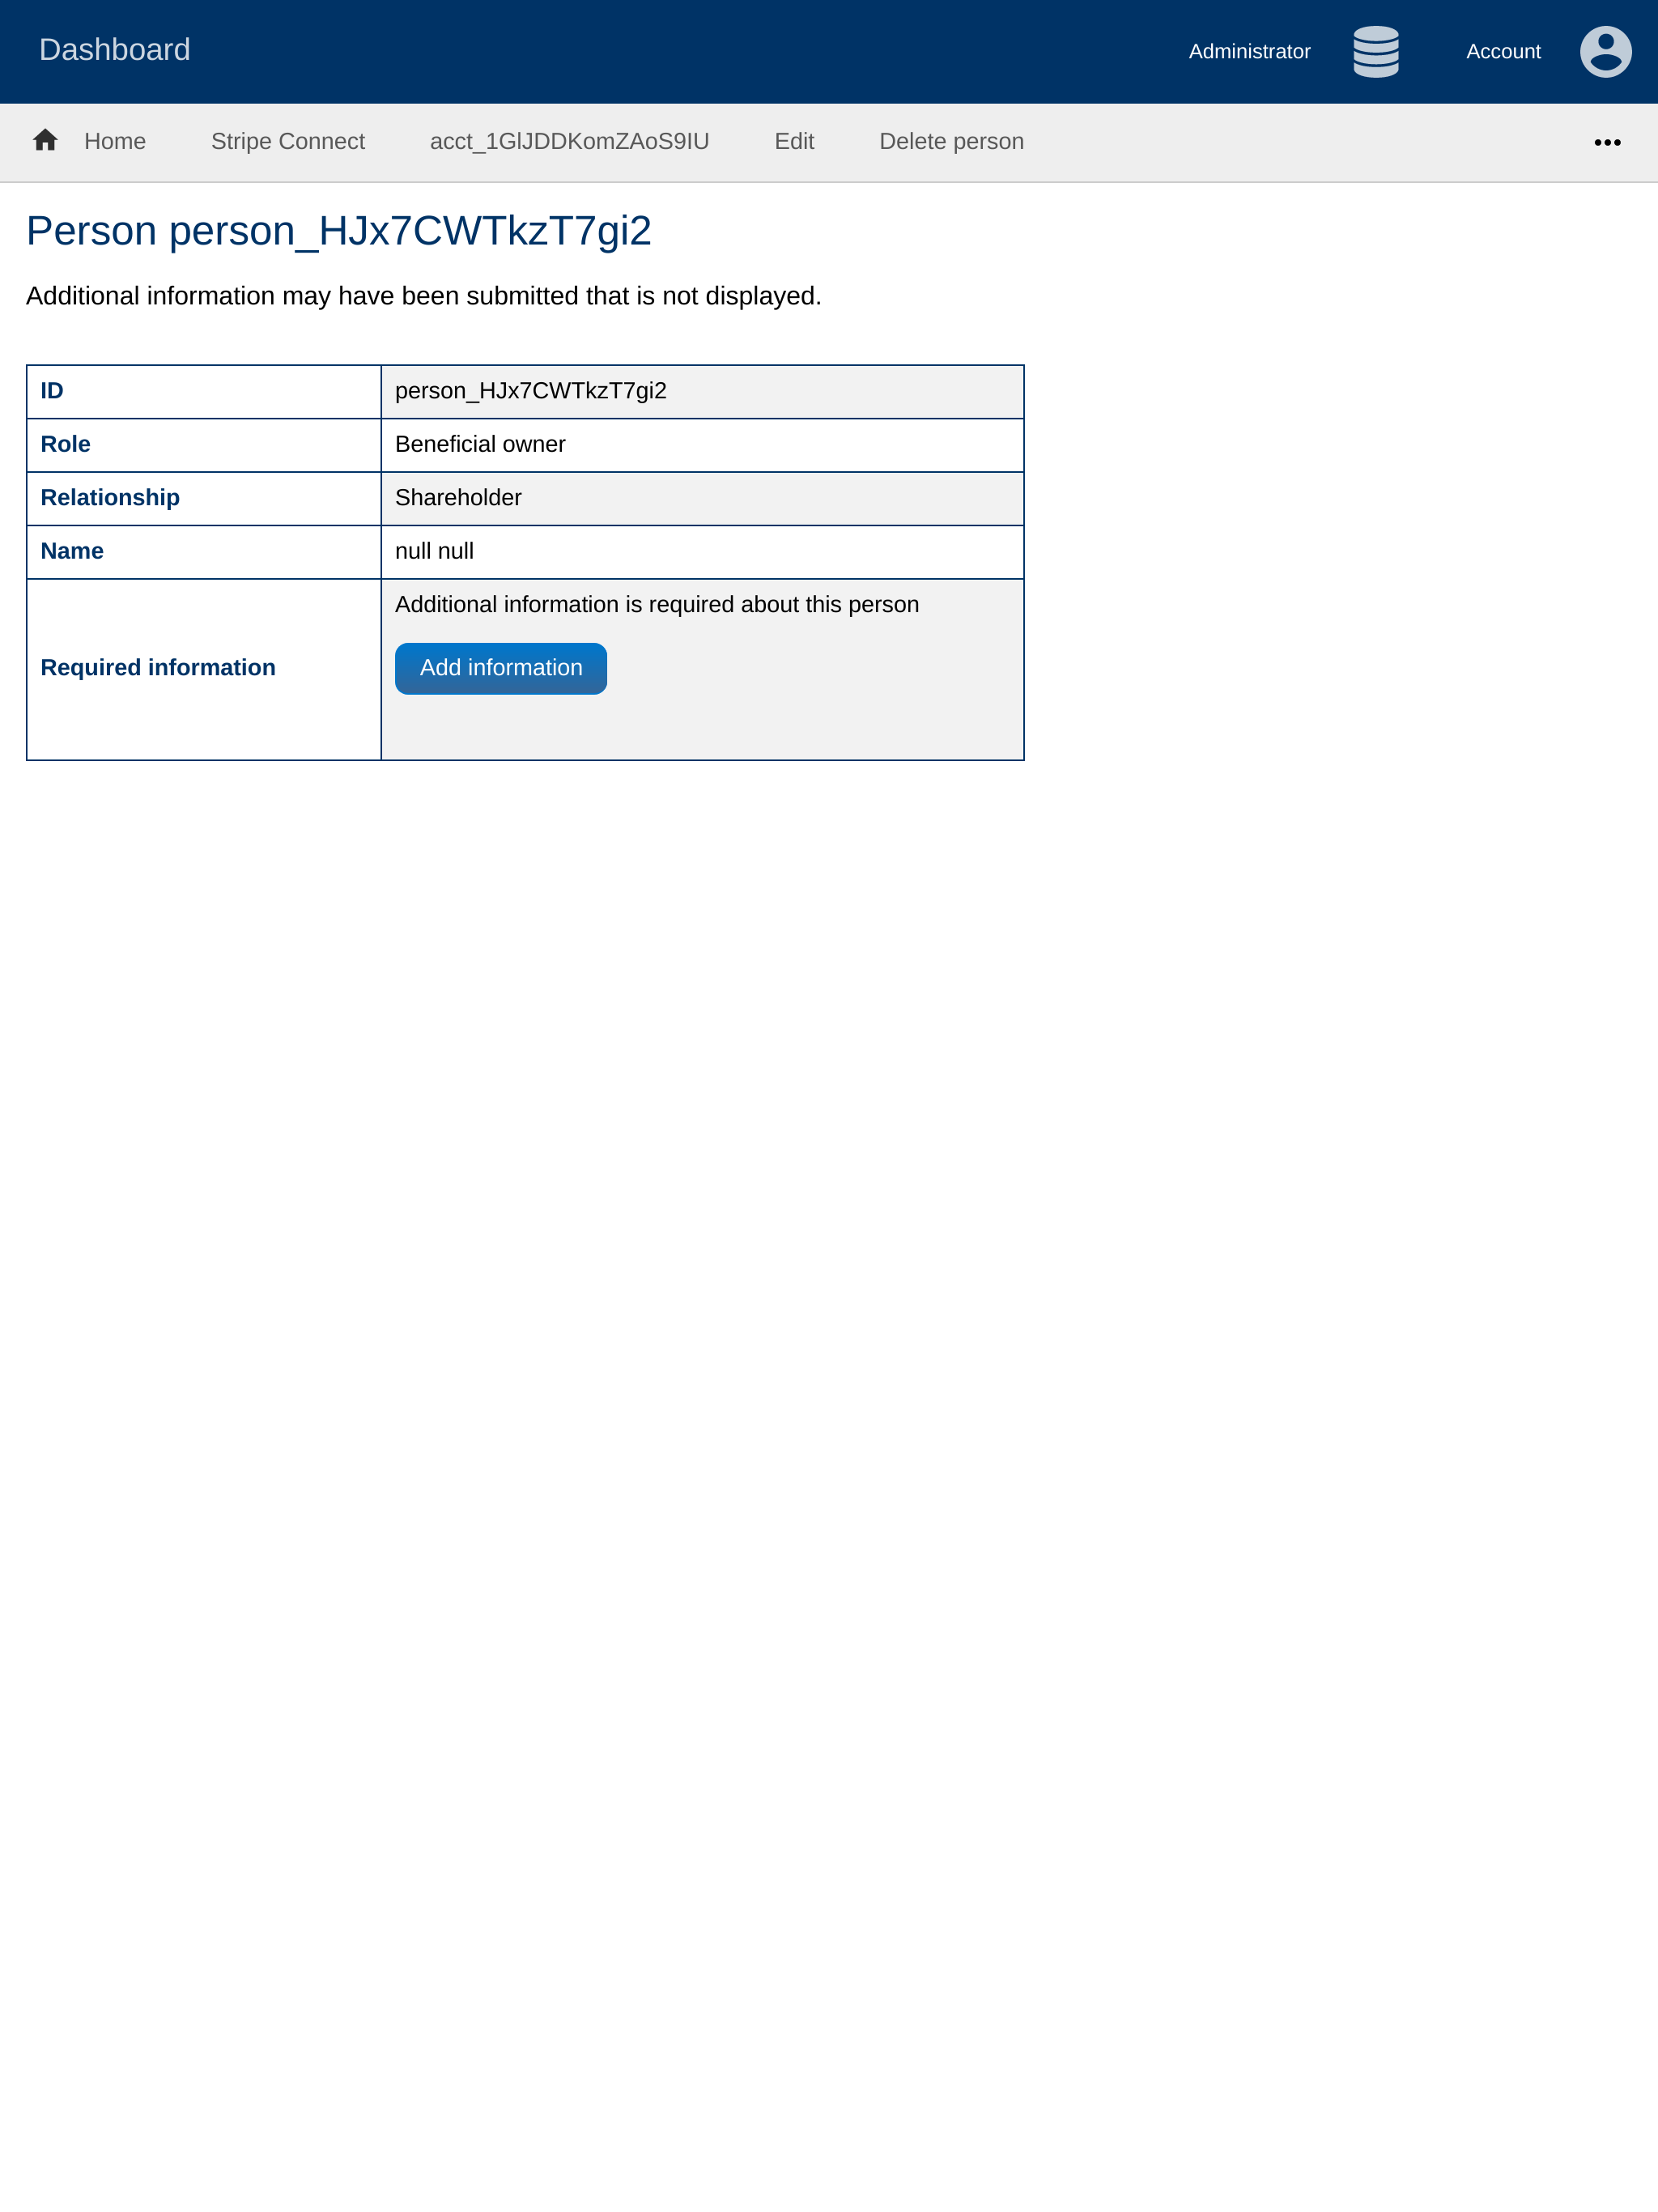 Dashboard Administrator Account
Home Stripe Connect acct_1GlJDDKomZAoS9IU Edit Delete person
Person person_HJx7CWTkzT7gi2
Additional information may have been submitted that is not displayed.
ID person_HJx7CWTkzT7gi2
Role Beneficial owner
Relationship Shareholder
Name null null
Additional information is required about this person
Required information Add information